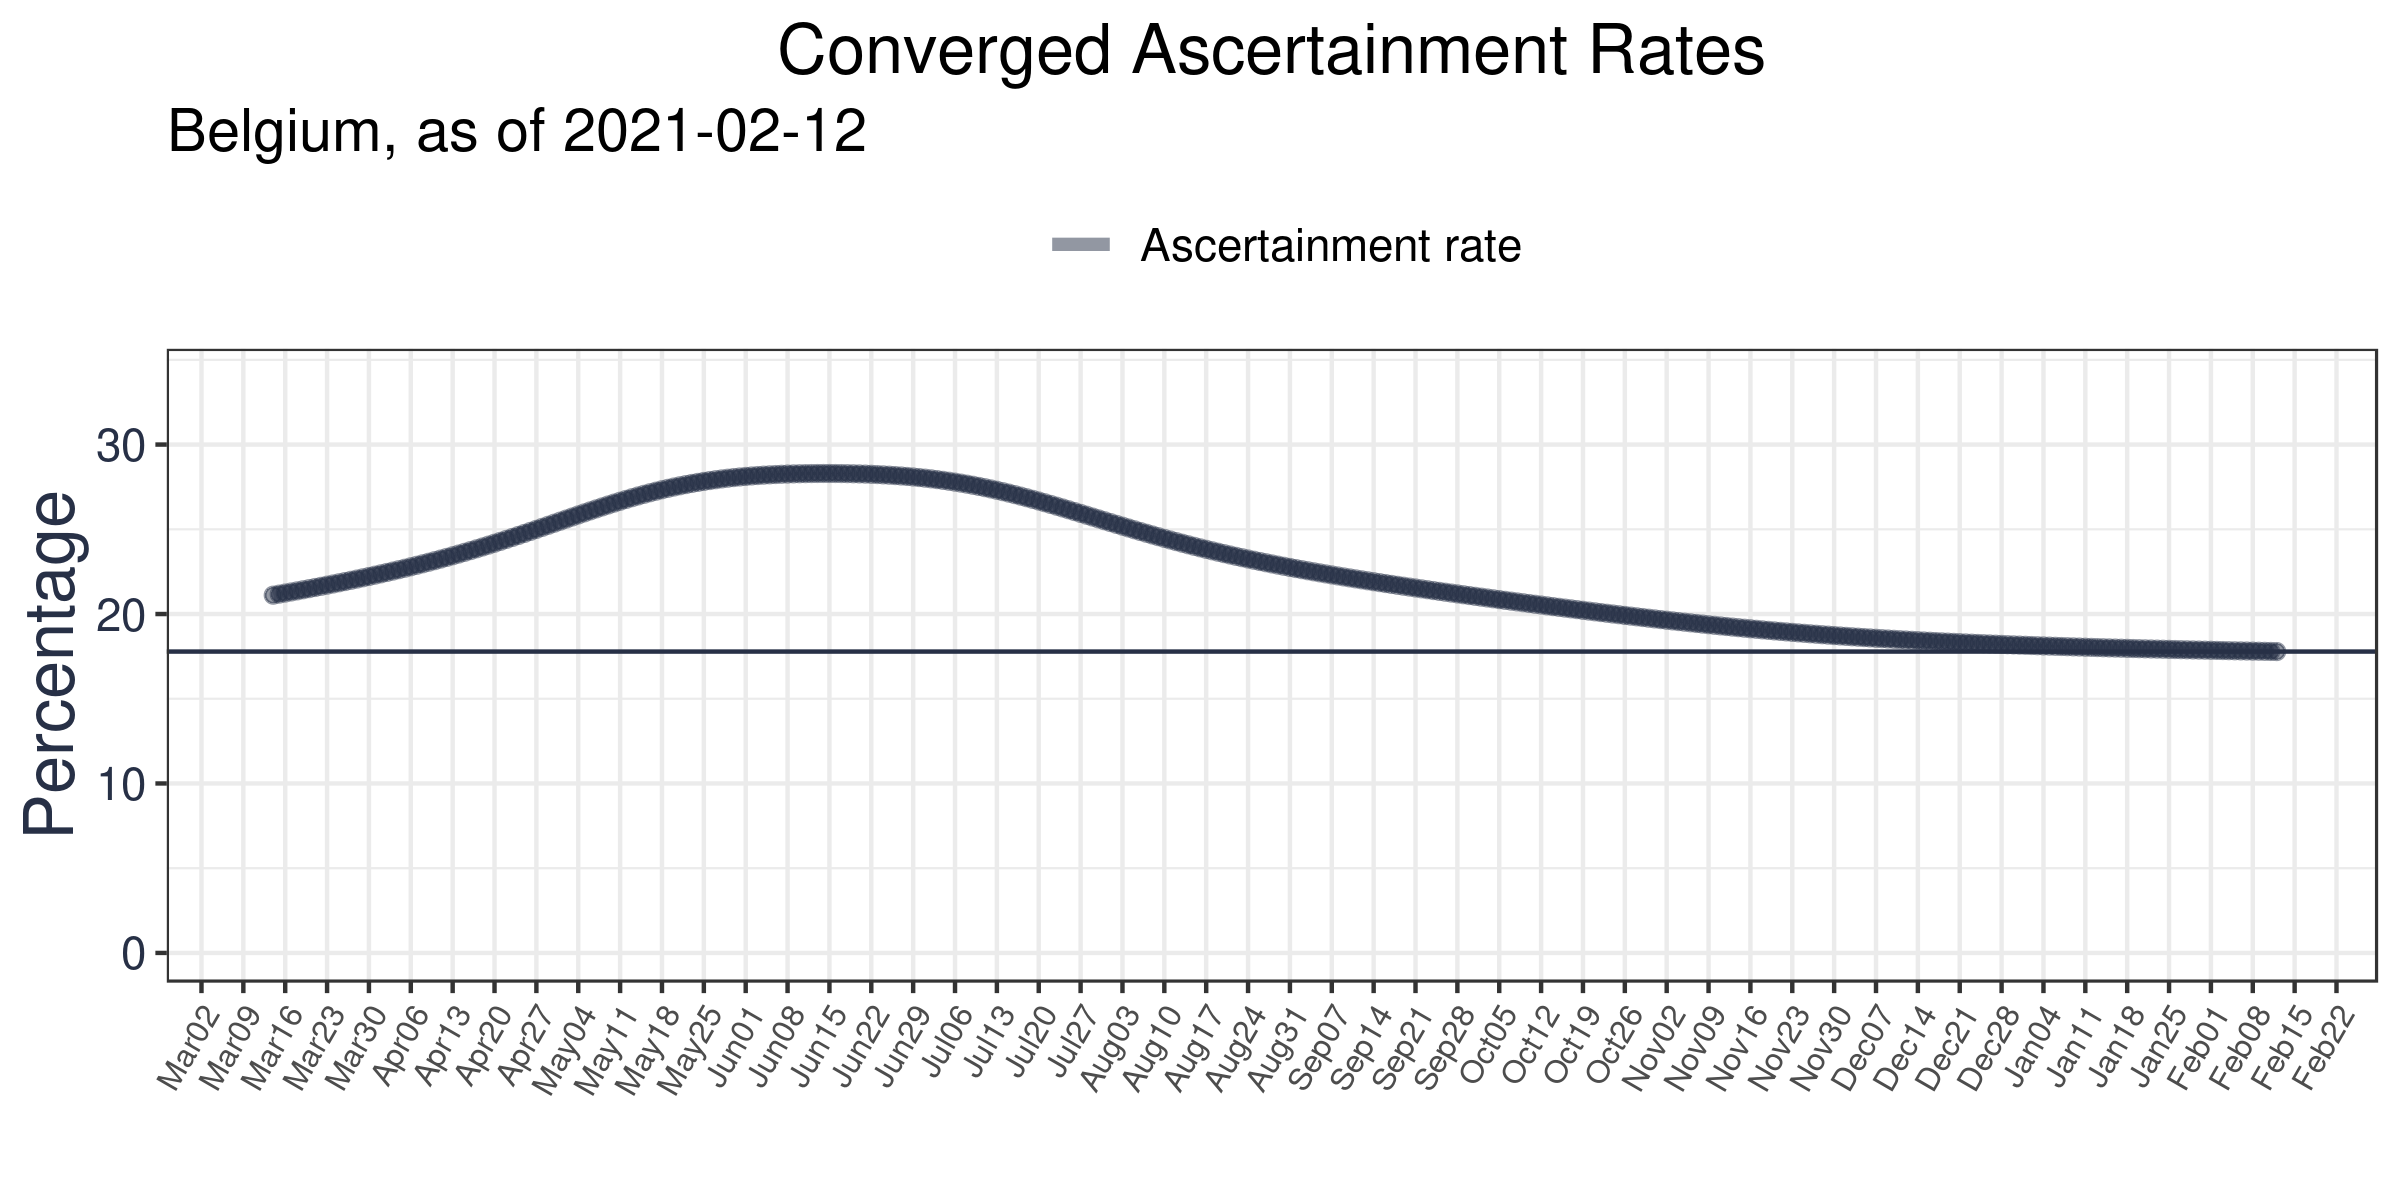 Converged Ascertainment Rates
Belgium, as of 2021-02-12
Ascertainment rate
Percentage
30
20
10
0
Mar02
Mar09
Mar16
Mar23
Mar30
Apr06
Apr13
Apr20
Apr27
May04
May11
May18
May25
Jun01
Jun08
Jun15
Jun22
Jun29
Jul06
Jul13
Jul20
Jul27
Aug03
Aug10
Aug17
Aug24
Aug31
Sep07
Sep14
Sep21
Sep28
Oct05
Oct12
Oct19
Oct26
Nov02
Nov09
Nov16
Nov23
Nov30
Dec07
Dec14
Dec21
Dec28
Jan04
Jan11
Jan18
Jan25
Feb01
Feb08
Feb15
Feb22